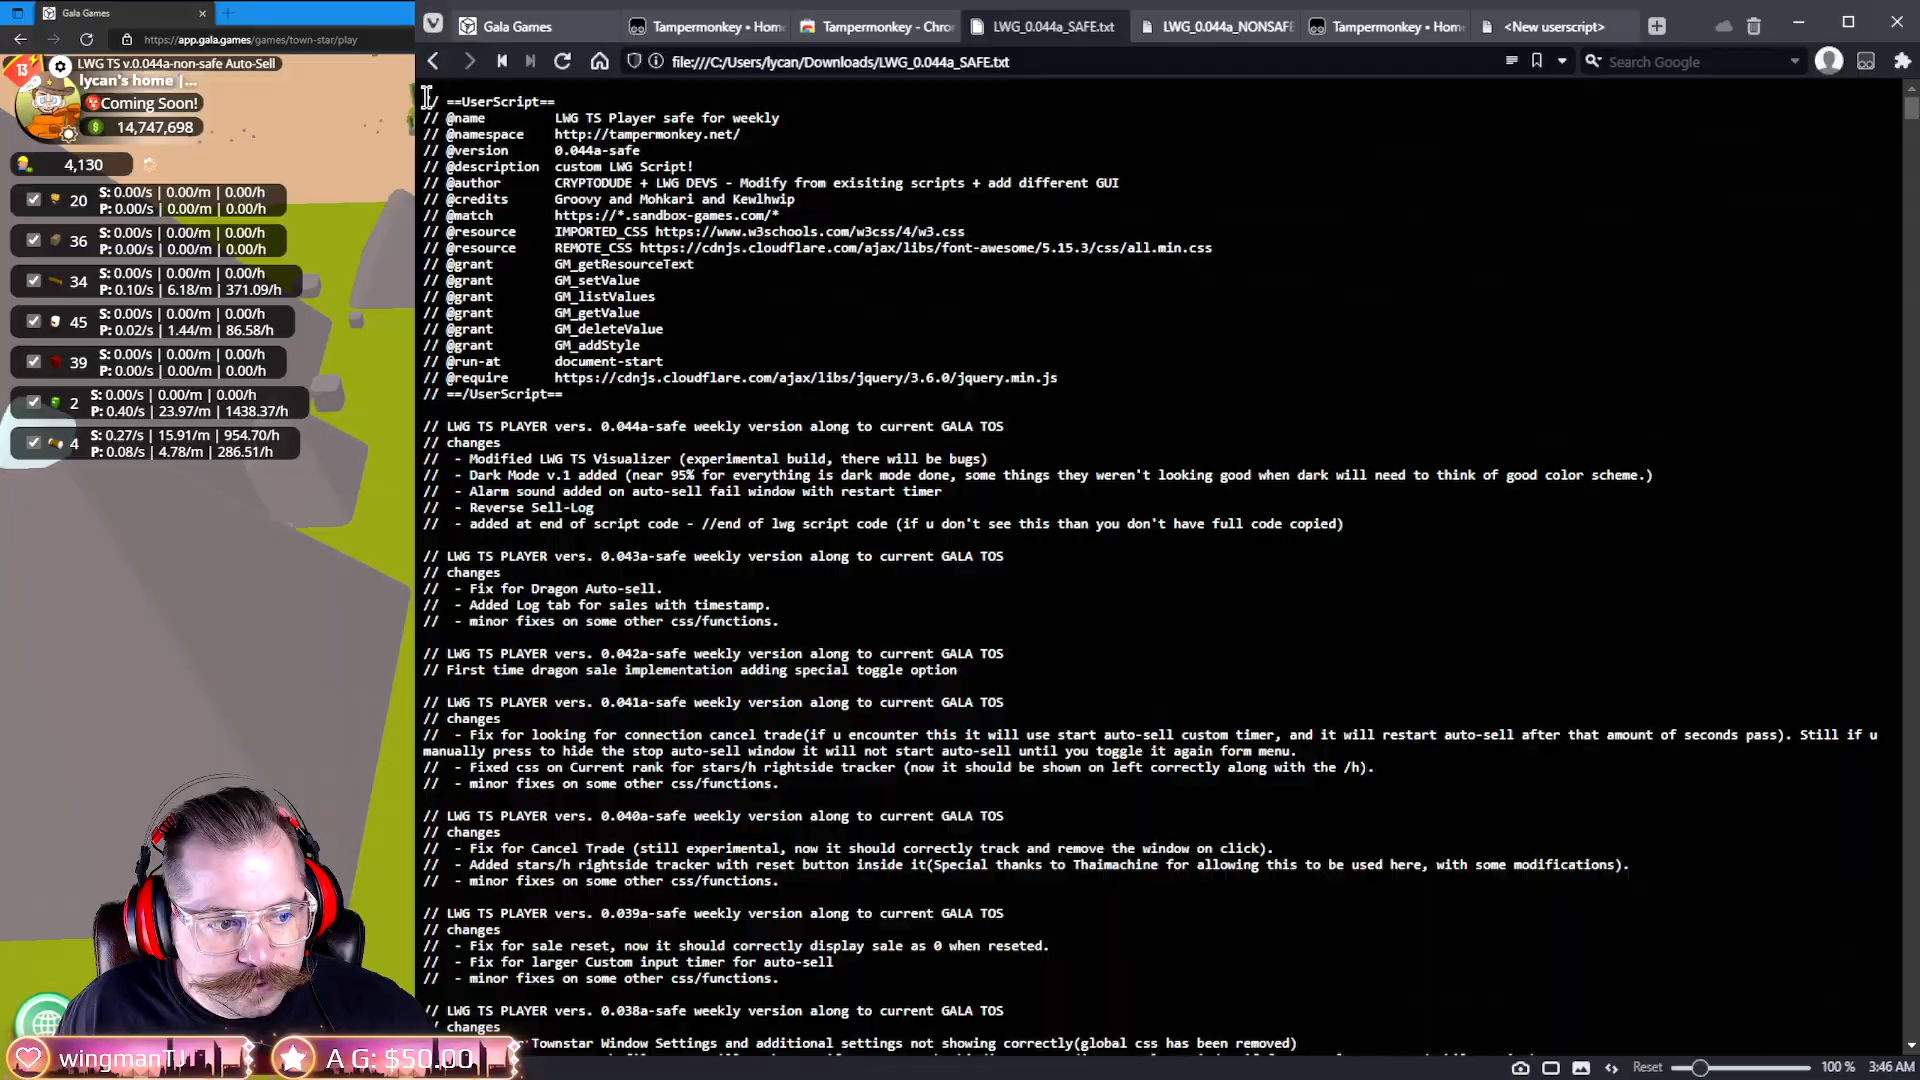 Gala Games
https://app.gala.games/games/town-star/play
13
LWG TS v.0.044a-non-safe Auto-Sell
lycan's home |...
Coming Soon!
14,747,698
4,130
20 S: 0.00/s | 0.00/m | 0.00/h
P: 0.00/s | 0.00/m | 0.00/h
36 S: 0.00/s | 0.00/m | 0.00/h
P: 0.00/s | 0.00/m | 0.00/h
34 S: 0.00/s | 0.00/m | 0.00/h
P: 0.10/s | 6.18/m | 371.09/h
45 S: 0.00/s | 0.00/m | 0.00/h
P: 0.02/s | 1.44/m | 86.58/h
39 S: 0.00/s | 0.00/m | 0.00/h
P: 0.00/s | 0.00/m | 0.00/h
2 S: 0.00/s | 0.00/m | 0.00/h
P: 0.40/s | 23.97/m | 1438.37/h
4 S: 0.27/s | 15.91/m | 954.70/h
P: 0.08/s | 4.78/m | 286.51/h
wingmanTJ
A G: $50.00
Gala Games
Tampermonkey • Home
Tampermonkey - Chro
LWG_0.044a_SAFE.txt
LWG_0.044a_NONSAFE
Tampermonkey • Home
<New userscript>
file:///C:/Users/lycan/Downloads/LWG_0.044a_SAFE.txt
Search Google
// ==UserScript==
// @name LWG TS Player safe for weekly
// @namespace http://tampermonkey.net/
// @version 0.044a-safe
// @description custom LWG Script!
// @author CRYPTODUDE + LWG DEVS - Modify from exisiting scripts + add different GUI
// @credits Groovy and Mohkari and Kewlhwip
// @match https://*.sandbox-games.com/*
// @resource IMPORTED_CSS https://www.w3schools.com/w3css/4/w3.css
// @resource REMOTE_CSS https://cdnjs.cloudflare.com/ajax/libs/font-awesome/5.15.3/css/all.min.css
// @grant GM_getResourceText
// @grant GM_setValue
// @grant GM_listValues
// @grant GM_getValue
// @grant GM_deleteValue
// @grant GM_addStyle
// @run-at document-start
// @require https://cdnjs.cloudflare.com/ajax/libs/jquery/3.6.0/jquery.min.js
// ==/UserScript==
// LWG TS PLAYER vers. 0.044a-safe weekly version along to current GALA TOS
// changes
// - Modified LWG TS Visualizer (experimental build, there will be bugs)
// - Dark Mode v.1 added (near 95% for everything is dark mode done, some things they weren't looking good when dark will need to think of good color scheme.)
// - Alarm sound added on auto-sell fail window with restart timer
// - Reverse Sell-Log
// - added at end of script code - //end of lwg script code (if u don't see this than you don't have full code copied)
// LWG TS PLAYER vers. 0.043a-safe weekly version along to current GALA TOS
// changes
// - Fix for Dragon Auto-sell.
// - Added Log tab for sales with timestamp.
// - minor fixes on some other css/functions.
// LWG TS PLAYER vers. 0.042a-safe weekly version along to current GALA TOS
// First time dragon sale implementation adding special toggle option
// LWG TS PLAYER vers. 0.041a-safe weekly version along to current GALA TOS
// changes
// - Fix for looking for connection cancel trade(if u encounter this it will use start auto-sell custom timer, and it will restart auto-sell after that amount of seconds pass). Still if u
manually press to hide the stop auto-sell window it will not start auto-sell until you toggle it again form menu.
// - Fixed css on Current rank for stars/h rightside tracker (now it should be shown on left correctly along with the /h).
// - minor fixes on some other css/functions.
// LWG TS PLAYER vers. 0.040a-safe weekly version along to current GALA TOS
// changes
// - Fix for Cancel Trade (still experimental, now it should correctly track and remove the window on click).
// - Added stars/h rightside tracker with reset button inside it(Special thanks to Thaimachine for allowing this to be used here, with some modifications).
// - minor fixes on some other css/functions.
// LWG TS PLAYER vers. 0.039a-safe weekly version along to current GALA TOS
// changes
// - Fix for sale reset, now it should correctly display sale as 0 when reseted.
// - Fix for larger Custom input timer for auto-sell
// - minor fixes on some other css/functions.
// LWG TS PLAYER vers. 0.038a-safe weekly version along to current GALA TOS
/ changes
Townstar Window Settings and additional settings not showing correctly(global css has been removed)
Reset
100 %
3:46 AM